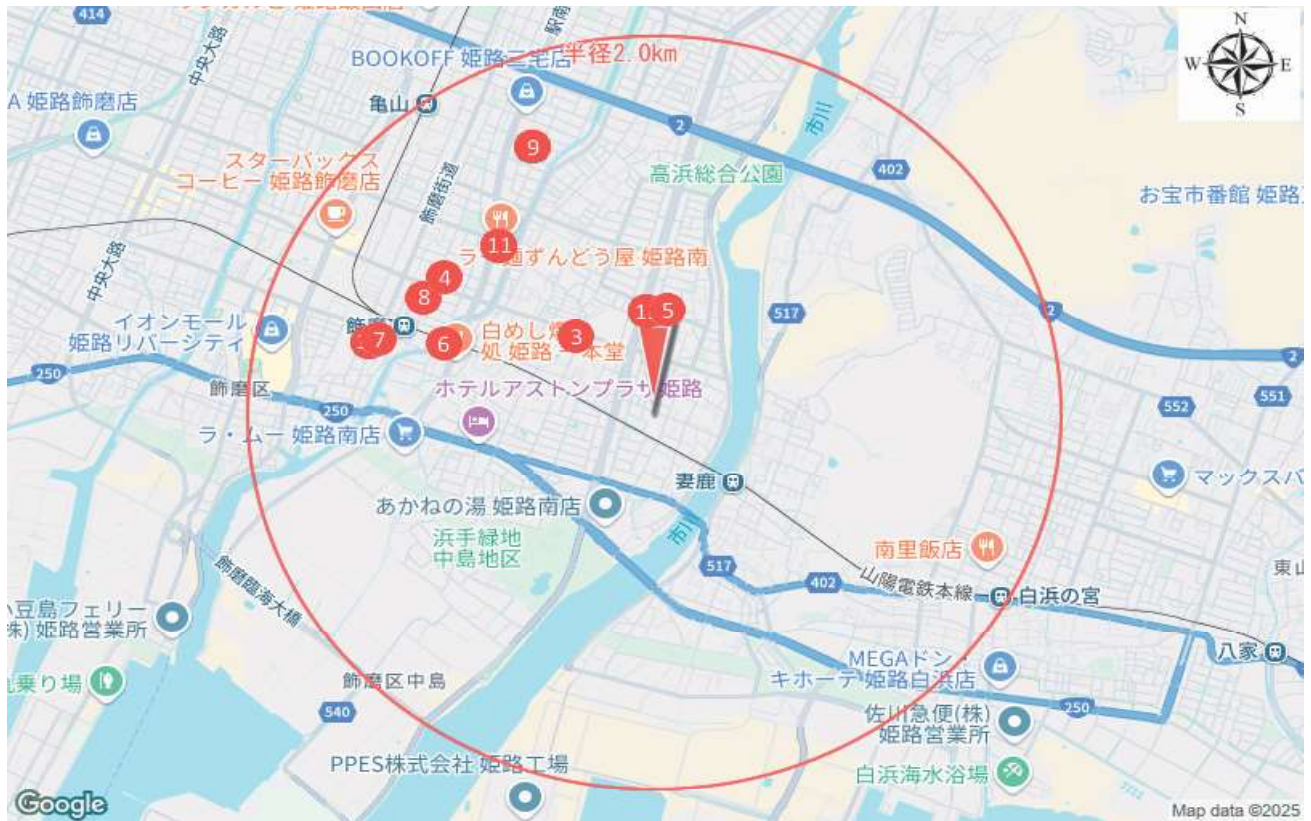 414
駅南
N
W
E
S
半径2.0km
BOOKOFF 姫路三宅店
中央大路
亀山
A 姫路飾磨店
2
市川
9
402
スターバックス
コーヒー 姫路飾磨店
高浜総合公園
飾磨街道
お宝市番館 姫路
11
ラー麺ずんどう屋 姫路南
中央大路
4
8
5
2
517
イオンモール
姫路リバーシティ
7
6
3
白めし
処 姫路 一本堂
2
250
飾磨区
ホテルアストンプラザ姫路
551
250
552
ラ・ムー 姫路南店
マックスバ
妻鹿
あかねの湯 姫路南店
浜手緑地
中島地区
市川
南里飯店
517
402
山陽電鉄本線
白浜の宮
東山
飾磨臨海大橋
小豆島フェリー
(株) 姫路営業所
八家
MEGAドン・
キホーテ 姫路白浜店
乗り場
飾磨区中島
540
250
佐川急便(株)
姫路営業所
PPES株式会社 姫路工場
白浜海水浴場
Google
Map data ©2025